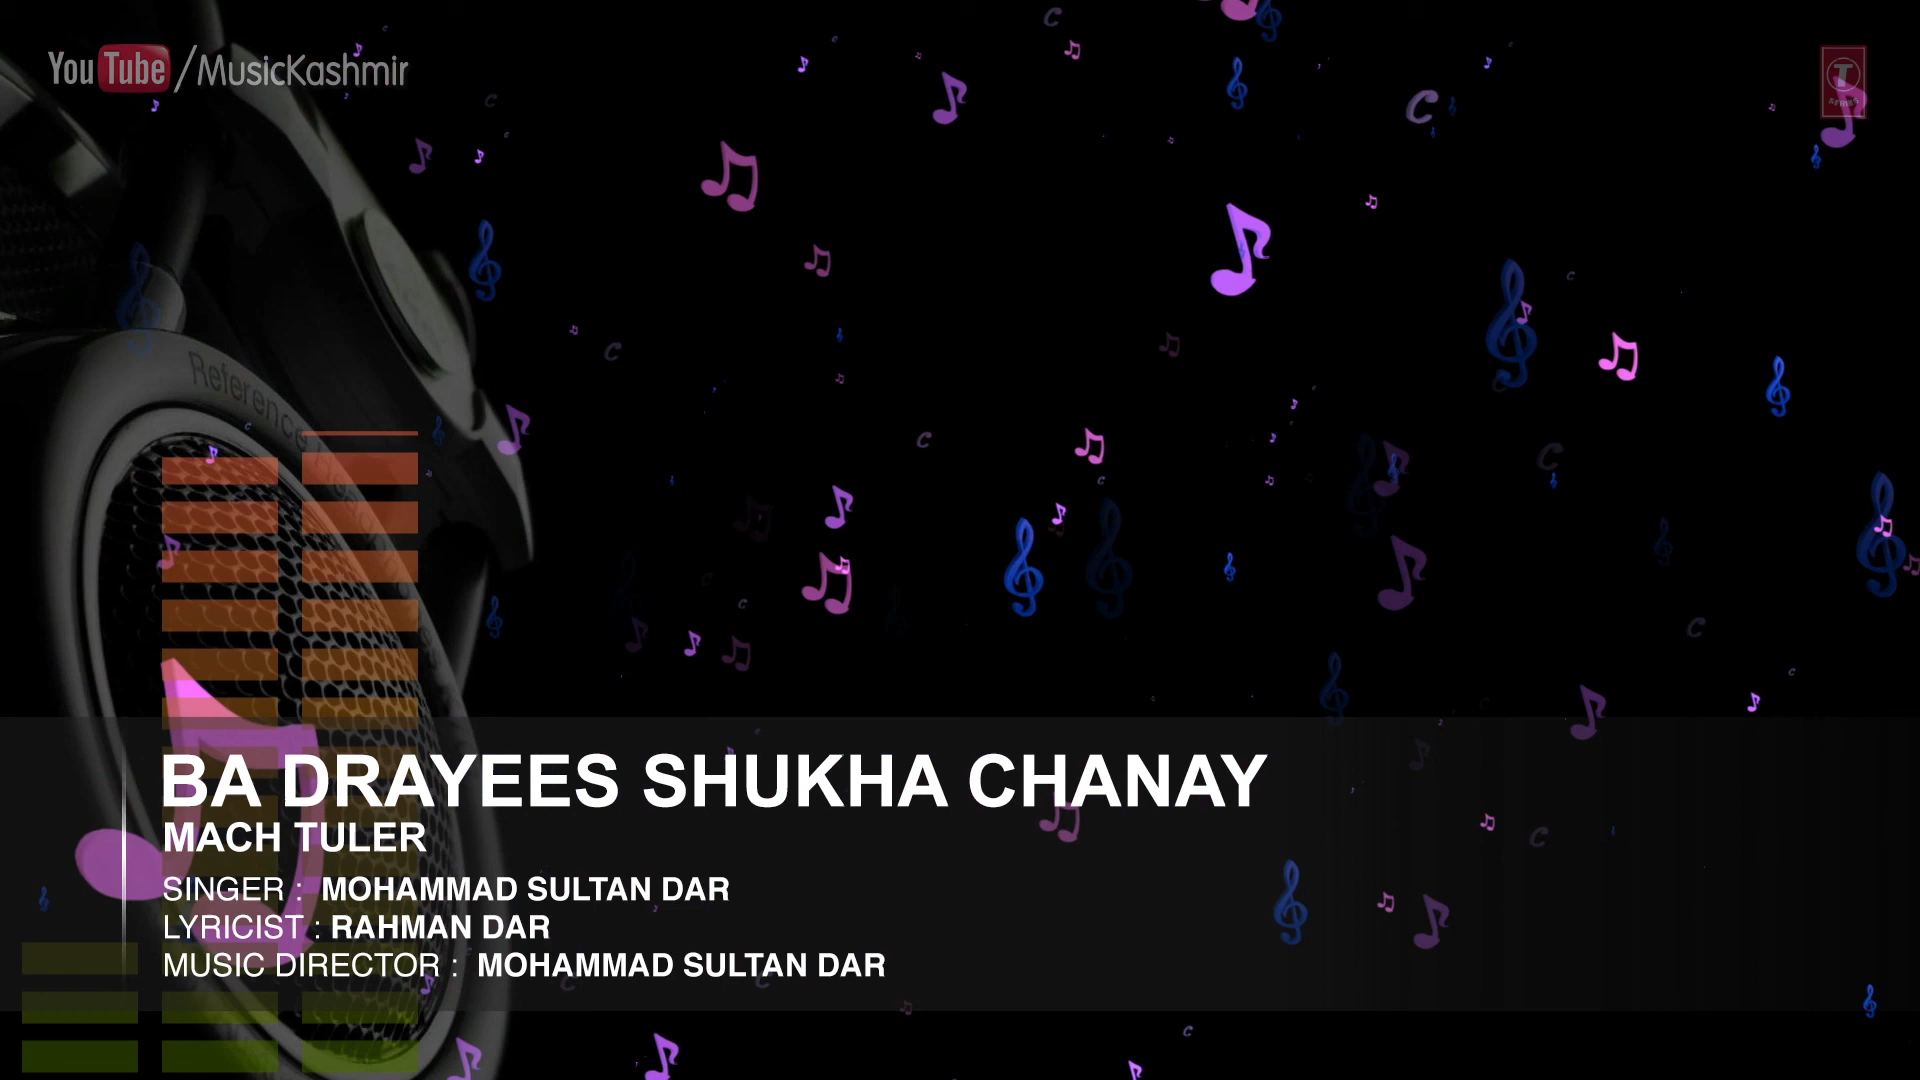 YouTube/MusicKashmir
T
Reference
BA DRAYEES SHUKHA CHANAY
MACH TULER
SINGER : MOHAMMAD SULTAN DAR
LYRICIST : RAHMAN DAR
MUSIC DIRECTOR : MOHAMMAD SULTAN DAR